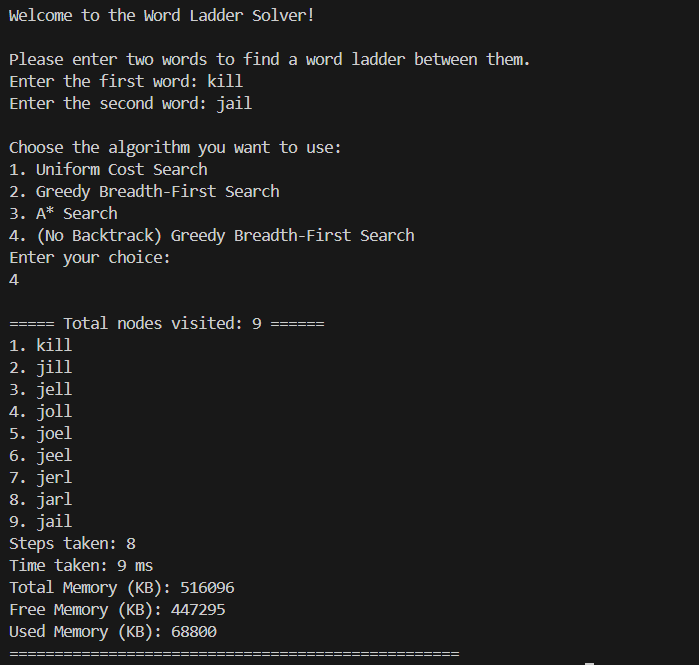 Welcome to the Word Ladder Solver!
Please enter two words to find a word ladder between them.
Enter the first word: kill
Enter the second word: jail
Choose the algorithm you want to use:
1. Uniform Cost Search
2. Greedy Breadth-First Search
3. A* Search
4. (No Backtrack) Greedy Breadth-First Search
Enter your choice:
4
===== Total nodes visited: 9 ======
1. kill
2. jill
3. jell
4. joll
5. joel
6. jeel
7. jerl
8. jarl
9. jail
Steps taken: 8
Time taken: 9 ms
Total Memory (KB): 516096
Free Memory (KB): 447295
Used Memory (KB): 68800
==================================================